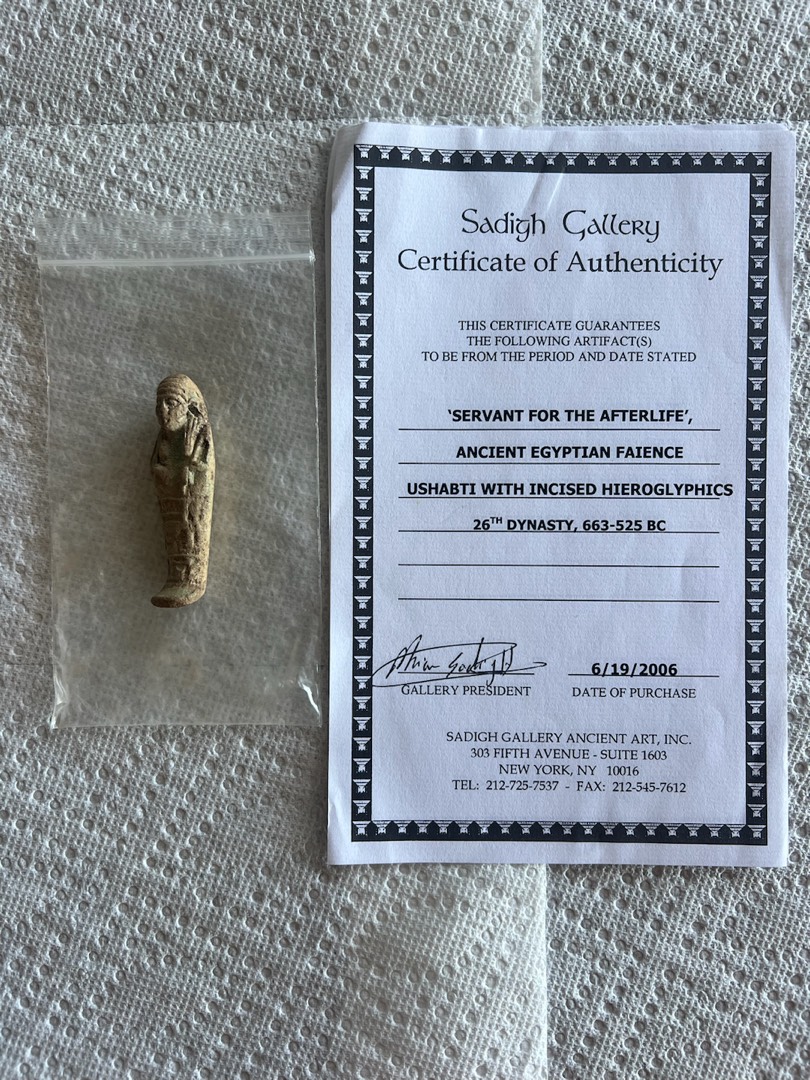 Sadigh Gallery
Certificate of Authenticity
THIS CERTIFICATE GUARANTEES
THE FOLLOWING ARTIFACT(S)
TO BE FROM THE PERIOD AND DATE STATED
‘SERVANT FOR THE AFTERLIFE’,
ANCIENT EGYPTIAN FAIENCE
USHABTI WITH INCISED HIEROGLYPHICS
26TH DYNASTY, 663-525 BC
6/19/2006
GALLERY PRESIDENT DATE OF PURCHASE
SADIGH GALLERY ANCIENT ART, INC.
303 FIFTH AVENUE - SUITE 1603
NEW YORK, NY 10016
TEL: 212-725-7537 - FAX: 212-545-7612